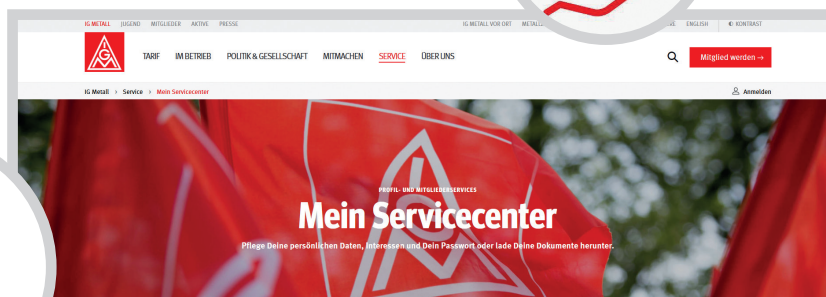 IG METALL JUGEND MITGLIEDER AKTIVE PRESSE IG METALL VOR ORT ENGLISH KONTRAST
IGM TARIF IM BETRIEB POLITIK & GESELLSCHAFT MITMACHEN SERVICE ÜBER UNS Mitglied werden →
IG Metall > Service > Mein Servicecenter Anmelden
PROFIL- UND MITGLIEDERSERVICES
Mein Servicecenter
Pflege Deine persönlichen Daten, Interessen und Dein Passwort oder lade Deine Dokumente herunter.